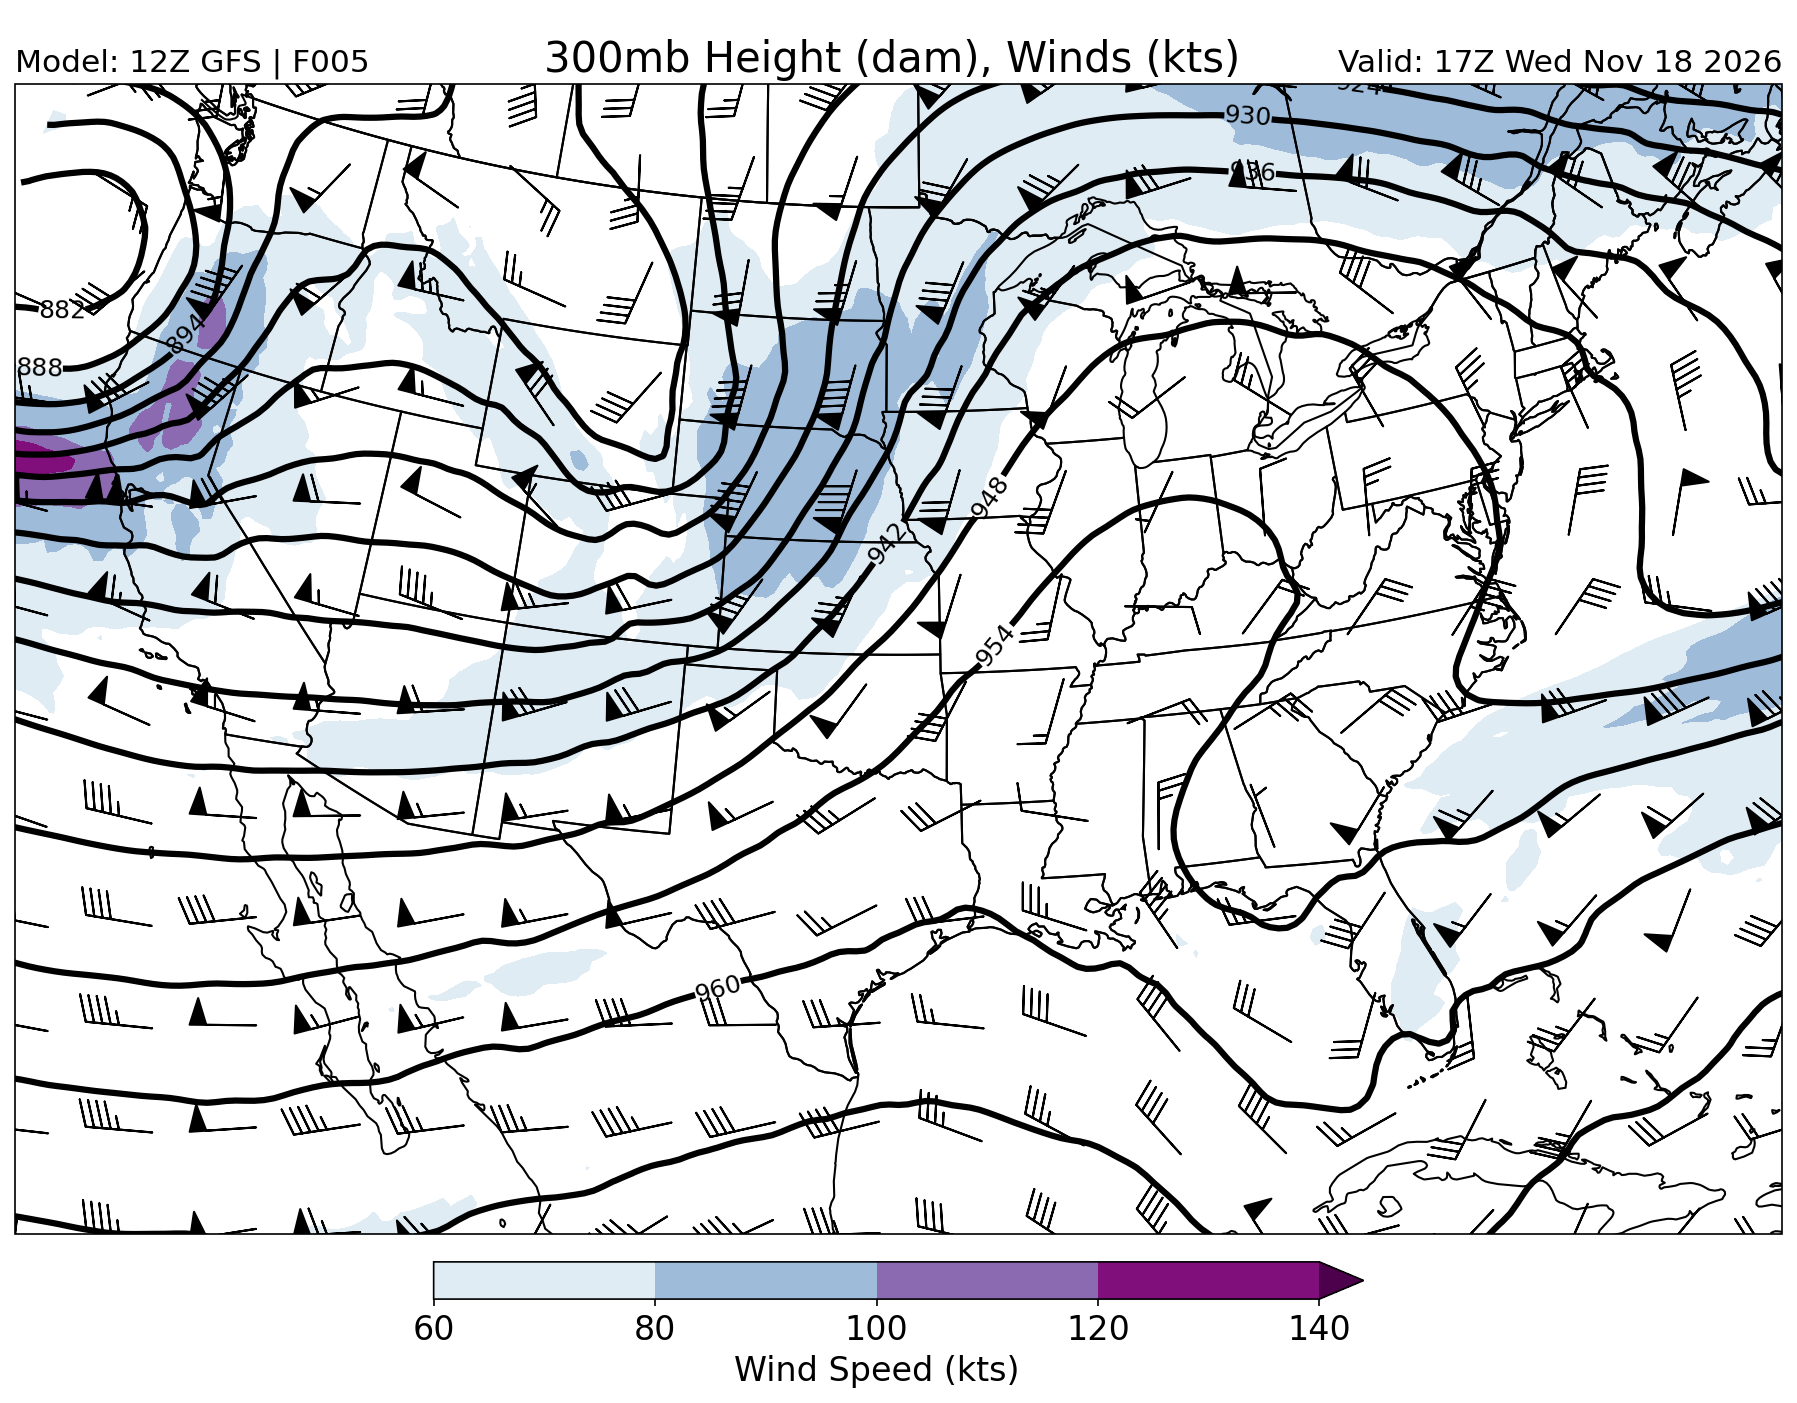 Model: 12Z GFS | F005
300mb Height (dam), Winds (kts)
Valid: 17Z Wed Nov 18 2026
930
936
882
894
888
948
942
954
960
60 80 100 120 140
Wind Speed (kts)